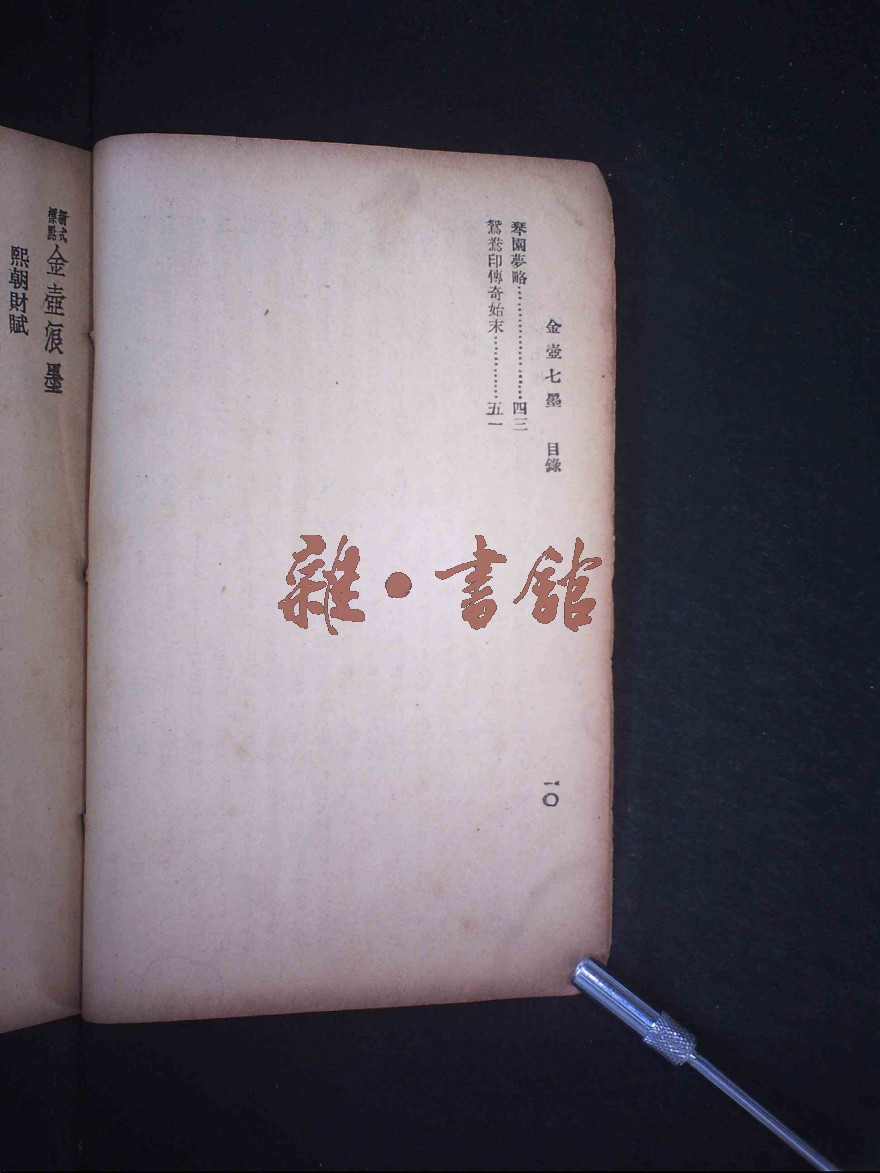 金壺七墨　目錄
一〇
琴園夢略……………………四三
鴛鴦印傳奇始末……………五一
新式標點
金壺浪墨
熙朝財賦
雜・書館